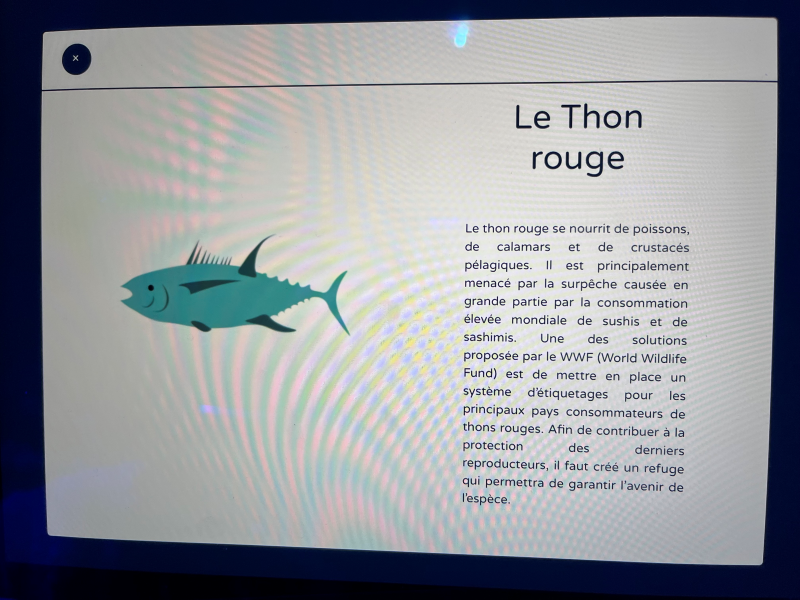 ×
Le Thon
rouge
Le thon rouge se nourrit de poissons,
de calamars et de crustacés
pélagiques. Il est principalement
menacé par la surpêche causée en
grande partie par la consommation
élevée mondiale de sushis et de
sashimis. Une des solutions
proposée par le WWF (World Wildlife
Fund) est de mettre en place un
système d'étiquetages pour les
principaux pays consommateurs de
thons rouges. Afin de contribuer à la
protection des derniers
reproducteurs, il faut créé un refuge
qui permettra de garantir l'avenir de
l'espèce.